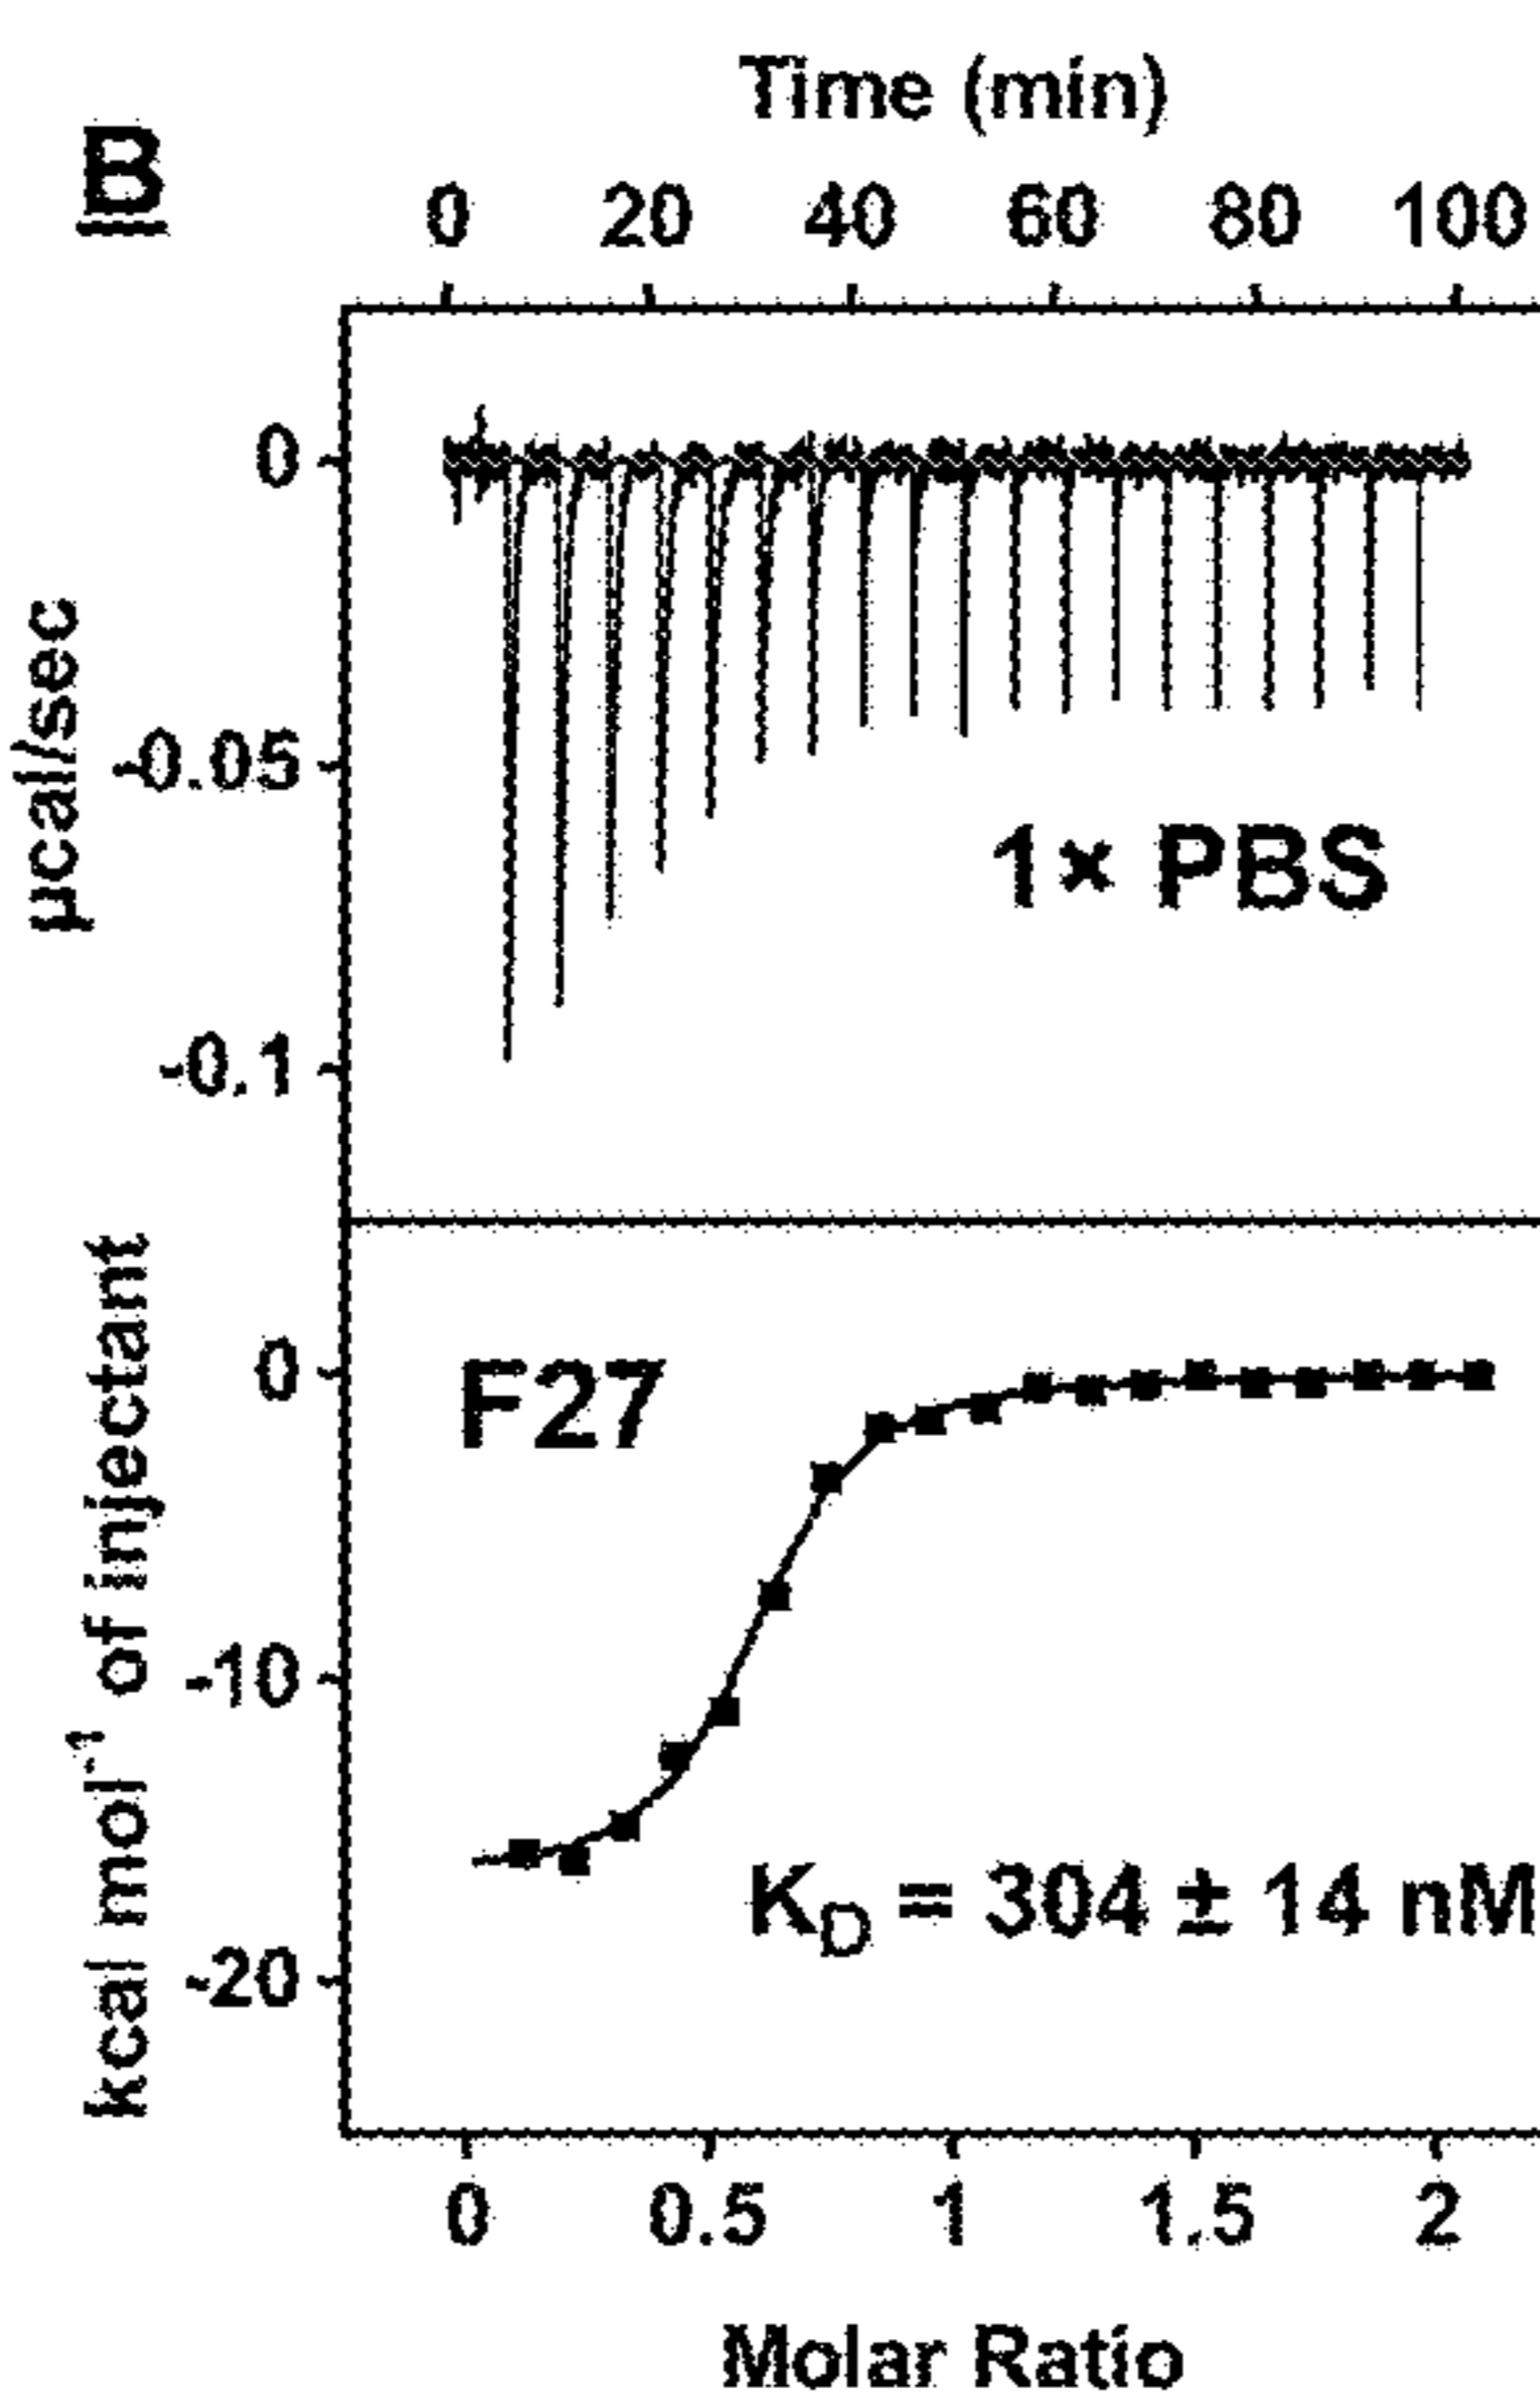 Time (min)
B
0 20 40 60 80 100
0
-0.05
-0.1
µcal/sec
1× PBS
0
-10
-20
kcal mol-1 of injectant
F27
KD = 304 ± 14 nM
0 0.5 1 1.5 2
Molar Ratio